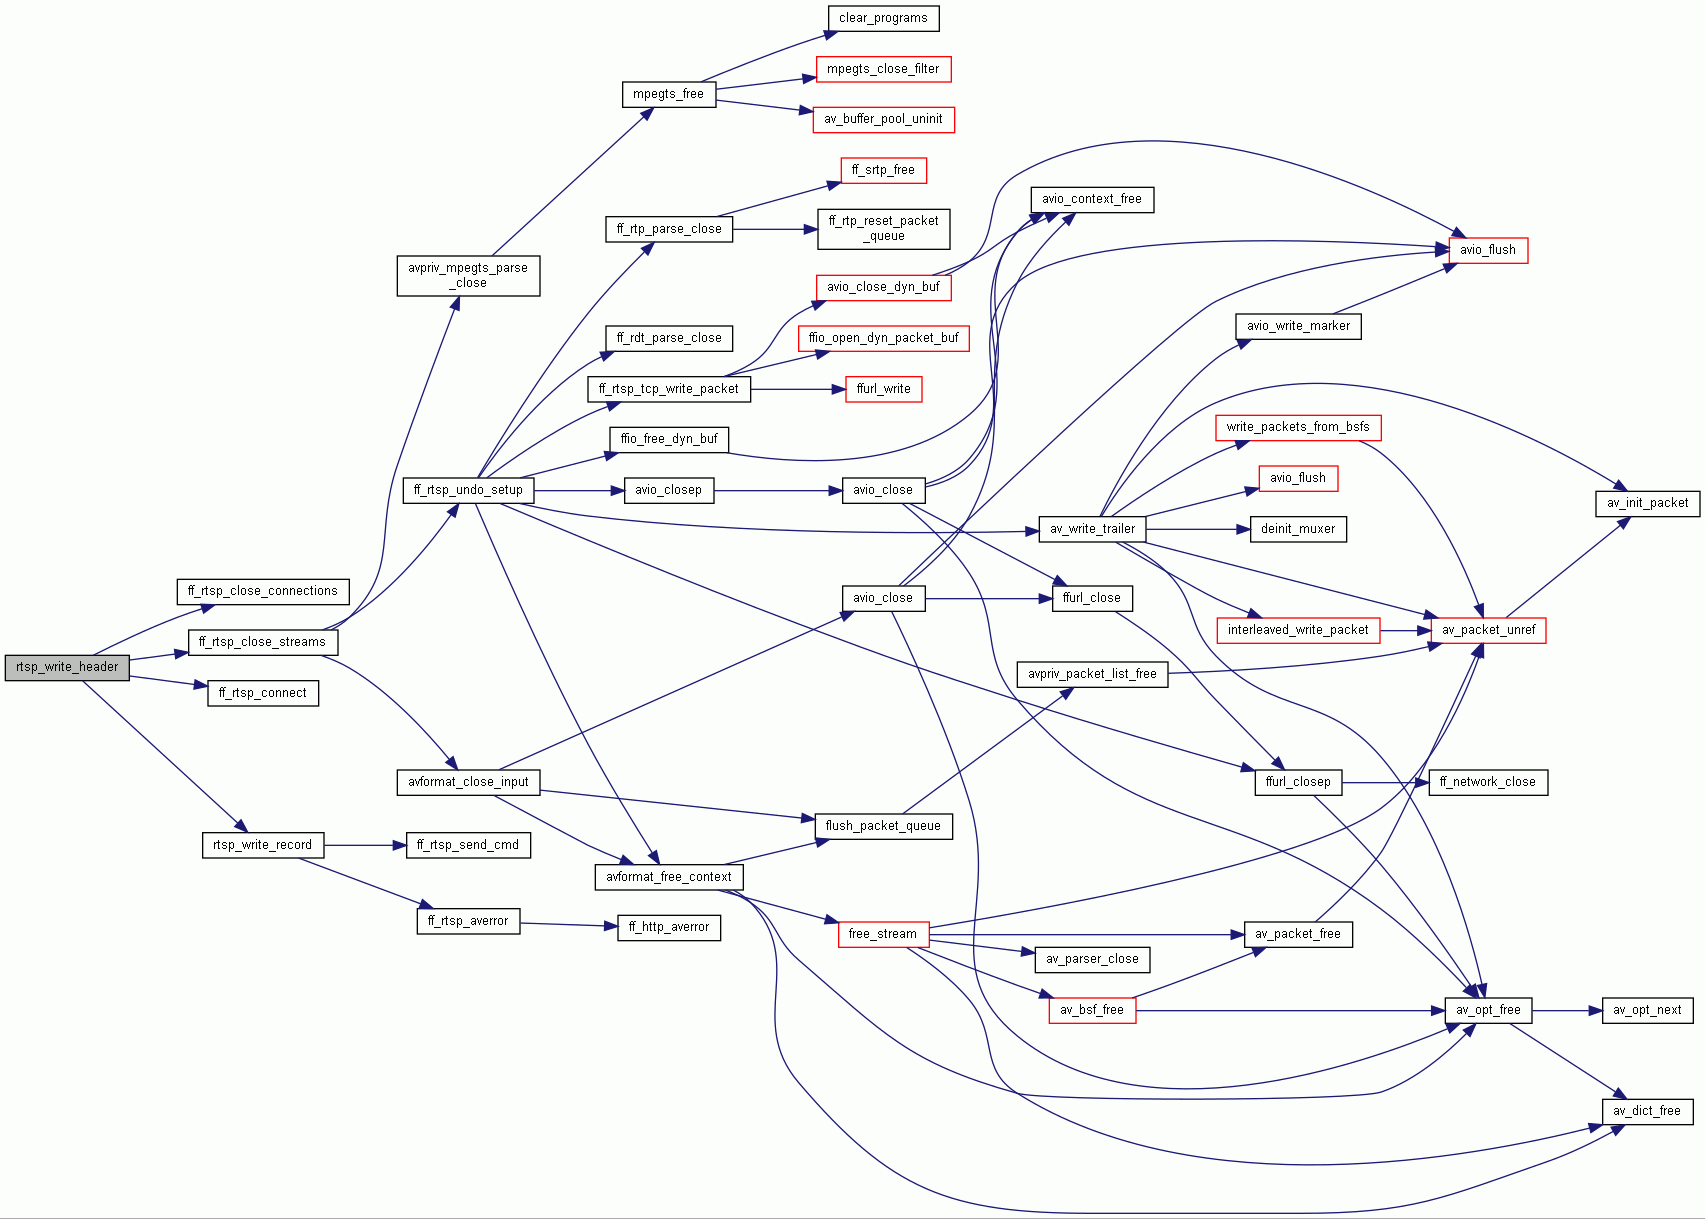 clear_programs
mpegts_close_filter
mpegts_free
av_buffer_pool_uninit
ff_srtp_free
avio_context_free
ff_rtp_parse_close
ff_rtp_reset_packet
_queue
avio_flush
avpriv_mpegts_parse
_close
avio_close_dyn_buf
avio_write_marker
ff_rdt_parse_close
ffio_open_dyn_packet_buf
ff_rtsp_tcp_write_packet
ffurl_write
ffio_free_dyn_buf
write_packets_from_bsfs
avio_flush
ff_rtsp_undo_setup
avio_closep
avio_close
av_init_packet
av_write_trailer
deinit_muxer
ff_rtsp_close_connections
avio_close
ffurl_close
ff_rtsp_close_streams
interleaved_write_packet
av_packet_unref
rtsp_write_header
avpriv_packet_list_free
ff_rtsp_connect
avformat_close_input
ffurl_closep
ff_network_close
flush_packet_queue
rtsp_write_record
ff_rtsp_send_cmd
avformat_free_context
ff_rtsp_averror
ff_http_averror
free_stream
av_packet_free
av_parser_close
av_bsf_free
av_opt_free
av_opt_next
av_dict_free